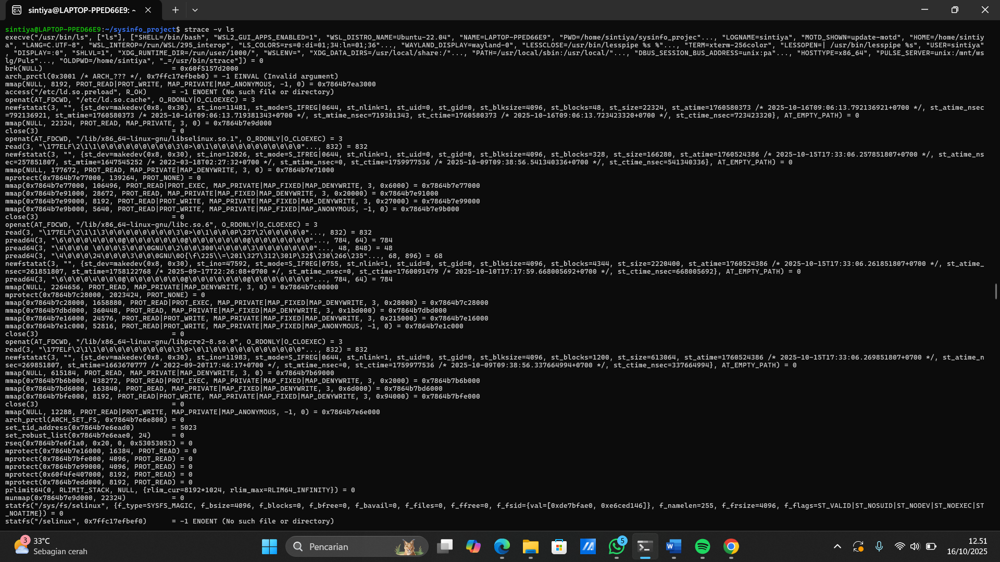 sintiya@LAPTOP-PPED66E9: ~
sintiya@LAPTOP-PPED66E9:~/sysinfo_project$ strace -v ls
execve("/usr/bin/ls", ["ls"], ["SHELL=/bin/bash", "WSL2_GUI_APPS_ENABLED=1", "WSL_DISTRO_NAME=Ubuntu-22.04", "NAME=LAPTOP-PPED66E9", "PWD=/home/sintiya/sysinfo_projec"..., "LOGNAME=sintiya", "MOTD_SHOWN=update-motd", "HOME=/home/sintiy
a", "LANG=C.UTF-8", "WSL_INTEROP=/run/WSL/295_interop", "LS_COLORS=rs=0:di=01;34:ln=01;36"..., "WAYLAND_DISPLAY=wayland-0", "LESSCLOSE=/usr/bin/lesspipe %s %"..., "TERM=xterm-256color", "LESSOPEN=| /usr/bin/lesspipe %s", "USER=sintiya"
, "DISPLAY=:0", "SHLVL=1", "XDG_RUNTIME_DIR=/run/user/1000/", "WSLENV=", "XDG_DATA_DIRS=/usr/local/share:/"..., "PATH=/usr/local/sbin:/usr/local/"..., "DBUS_SESSION_BUS_ADDRESS=unix:pa"..., "HOSTTYPE=x86_64", "PULSE_SERVER=unix:/mnt/ws
lg/Puls"..., "OLDPWD=/home/sintiya", "_=/usr/bin/strace"]) = 0
brk(NULL)                               = 0x60f5157d2000
arch_prctl(0x3001 /* ARCH_??? */, 0x7ffc17efbeb0) = -1 EINVAL (Invalid argument)
mmap(NULL, 8192, PROT_READ|PROT_WRITE, MAP_PRIVATE|MAP_ANONYMOUS, -1, 0) = 0x7864b7ea3000
access("/etc/ld.so.preload", R_OK)      = -1 ENOENT (No such file or directory)
openat(AT_FDCWD, "/etc/ld.so.cache", O_RDONLY|O_CLOEXEC) = 3
newfstatat(3, "", {st_dev=makedev(0x8, 0x30), st_ino=11481, st_mode=S_IFREG|0644, st_nlink=1, st_uid=0, st_gid=0, st_blksize=4096, st_blocks=48, st_size=22324, st_atime=1760580373 /* 2025-10-16T09:06:13.792136921+0700 */, st_atime_nsec
=792136921, st_mtime=1760580373 /* 2025-10-16T09:06:13.719381343+0700 */, st_mtime_nsec=719381343, st_ctime=1760580373 /* 2025-10-16T09:06:13.723423320+0700 */, st_ctime_nsec=723423320}, AT_EMPTY_PATH) = 0
mmap(NULL, 22324, PROT_READ, MAP_PRIVATE, 3, 0) = 0x7864b7e9d000
close(3)                                = 0
openat(AT_FDCWD, "/lib/x86_64-linux-gnu/libselinux.so.1", O_RDONLY|O_CLOEXEC) = 3
read(3, "\177ELF\2\1\1\0\0\0\0\0\0\0\0\0\3\0>\0\1\0\0\0\0\0\0\0\0\0\0\0"..., 832) = 832
newfstatat(3, "", {st_dev=makedev(0x8, 0x30), st_ino=12026, st_mode=S_IFREG|0644, st_nlink=1, st_uid=0, st_gid=0, st_blksize=4096, st_blocks=328, st_size=166280, st_atime=1760524386 /* 2025-10-15T17:33:06.257851807+0700 */, st_atime_ns
ec=257851807, st_mtime=1647545252 /* 2022-03-18T02:27:32+0700 */, st_mtime_nsec=0, st_ctime=1759977536 /* 2025-10-09T09:38:56.541340336+0700 */, st_ctime_nsec=541340336}, AT_EMPTY_PATH) = 0
mmap(NULL, 177672, PROT_READ, MAP_PRIVATE|MAP_DENYWRITE, 3, 0) = 0x7864b7e71000
mprotect(0x7864b7e77000, 139264, PROT_NONE) = 0
mmap(0x7864b7e77000, 106496, PROT_READ|PROT_EXEC, MAP_PRIVATE|MAP_FIXED|MAP_DENYWRITE, 3, 0x6000) = 0x7864b7e77000
mmap(0x7864b7e91000, 28672, PROT_READ, MAP_PRIVATE|MAP_FIXED|MAP_DENYWRITE, 3, 0x20000) = 0x7864b7e91000
mmap(0x7864b7e99000, 8192, PROT_READ|PROT_WRITE, MAP_PRIVATE|MAP_FIXED|MAP_DENYWRITE, 3, 0x27000) = 0x7864b7e99000
mmap(0x7864b7e9b000, 5640, PROT_READ|PROT_WRITE, MAP_PRIVATE|MAP_FIXED|MAP_ANONYMOUS, -1, 0) = 0x7864b7e9b000
close(3)                                = 0
openat(AT_FDCWD, "/lib/x86_64-linux-gnu/libc.so.6", O_RDONLY|O_CLOEXEC) = 3
read(3, "\177ELF\2\1\1\3\0\0\0\0\0\0\0\0\3\0>\0\1\0\0\0P\237\2\0\0\0\0\0"..., 832) = 832
pread64(3, "\6\0\0\0\4\0\0\0@\0\0\0\0\0\0\0@\0\0\0\0\0\0\0@\0\0\0\0\0\0\0"..., 784, 64) = 784
pread64(3, "\4\0\0\0 \0\0\0\5\0\0\0GNU\0\2\0\0\300\4\0\0\0\3\0\0\0\0\0\0\0"..., 48, 848) = 48
pread64(3, "\4\0\0\0\24\0\0\0\3\0\0\0GNU\0O{\f\225\\=\201\327\312\301P\32$\230\266\235"..., 68, 896) = 68
newfstatat(3, "", {st_dev=makedev(0x8, 0x30), st_ino=47592, st_mode=S_IFREG|0755, st_nlink=1, st_uid=0, st_gid=0, st_blksize=4096, st_blocks=4344, st_size=2220400, st_atime=1760524386 /* 2025-10-15T17:33:06.261851807+0700 */, st_atime_
nsec=261851807, st_mtime=1758122768 /* 2025-09-17T22:26:08+0700 */, st_mtime_nsec=0, st_ctime=1760091479 /* 2025-10-10T17:17:59.668005692+0700 */, st_ctime_nsec=668005692}, AT_EMPTY_PATH) = 0
pread64(3, "\6\0\0\0\4\0\0\0@\0\0\0\0\0\0\0@\0\0\0\0\0\0\0@\0\0\0\0\0\0\0"..., 784, 64) = 784
mmap(NULL, 2264656, PROT_READ, MAP_PRIVATE|MAP_DENYWRITE, 3, 0) = 0x7864b7c00000
mprotect(0x7864b7c28000, 2023424, PROT_NONE) = 0
mmap(0x7864b7c28000, 1658880, PROT_READ|PROT_EXEC, MAP_PRIVATE|MAP_FIXED|MAP_DENYWRITE, 3, 0x28000) = 0x7864b7c28000
mmap(0x7864b7dbd000, 360448, PROT_READ, MAP_PRIVATE|MAP_FIXED|MAP_DENYWRITE, 3, 0x1bd000) = 0x7864b7dbd000
mmap(0x7864b7e16000, 24576, PROT_READ|PROT_WRITE, MAP_PRIVATE|MAP_FIXED|MAP_DENYWRITE, 3, 0x215000) = 0x7864b7e16000
mmap(0x7864b7e1c000, 52816, PROT_READ|PROT_WRITE, MAP_PRIVATE|MAP_FIXED|MAP_ANONYMOUS, -1, 0) = 0x7864b7e1c000
close(3)                                = 0
openat(AT_FDCWD, "/lib/x86_64-linux-gnu/libpcre2-8.so.0", O_RDONLY|O_CLOEXEC) = 3
read(3, "\177ELF\2\1\1\0\0\0\0\0\0\0\0\0\3\0>\0\1\0\0\0\0\0\0\0\0\0\0\0"..., 832) = 832
newfstatat(3, "", {st_dev=makedev(0x8, 0x30), st_ino=11983, st_mode=S_IFREG|0644, st_nlink=1, st_uid=0, st_gid=0, st_blksize=4096, st_blocks=1200, st_size=613064, st_atime=1760524386 /* 2025-10-15T17:33:06.269851807+0700 */, st_atime_n
sec=269851807, st_mtime=1663670777 /* 2022-09-20T17:46:17+0700 */, st_mtime_nsec=0, st_ctime=1759977536 /* 2025-10-09T09:38:56.337664994+0700 */, st_ctime_nsec=337664994}, AT_EMPTY_PATH) = 0
mmap(NULL, 615184, PROT_READ, MAP_PRIVATE|MAP_DENYWRITE, 3, 0) = 0x7864b7b69000
mmap(0x7864b7b6b000, 438272, PROT_READ|PROT_EXEC, MAP_PRIVATE|MAP_FIXED|MAP_DENYWRITE, 3, 0x2000) = 0x7864b7b6b000
mmap(0x7864b7bd6000, 163840, PROT_READ, MAP_PRIVATE|MAP_FIXED|MAP_DENYWRITE, 3, 0x6d000) = 0x7864b7bd6000
mmap(0x7864b7bfe000, 8192, PROT_READ|PROT_WRITE, MAP_PRIVATE|MAP_FIXED|MAP_DENYWRITE, 3, 0x94000) = 0x7864b7bfe000
close(3)                                = 0
mmap(NULL, 12288, PROT_READ|PROT_WRITE, MAP_PRIVATE|MAP_ANONYMOUS, -1, 0) = 0x7864b7e6e000
arch_prctl(ARCH_SET_FS, 0x7864b7e6e800) = 0
set_tid_address(0x7864b7e6ead0)         = 5023
set_robust_list(0x7864b7e6eae0, 24)     = 0
rseq(0x7864b7e6f1a0, 0x20, 0, 0x53053053) = 0
mprotect(0x7864b7e16000, 16384, PROT_READ) = 0
mprotect(0x7864b7bfe000, 4096, PROT_READ) = 0
mprotect(0x7864b7e99000, 4096, PROT_READ) = 0
mprotect(0x60f4fe407000, 8192, PROT_READ) = 0
mprotect(0x7864b7edd000, 8192, PROT_READ) = 0
prlimit64(0, RLIMIT_STACK, NULL, {rlim_cur=8192*1024, rlim_max=RLIM64_INFINITY}) = 0
munmap(0x7864b7e9d000, 22324)           = 0
statfs("/sys/fs/selinux", {f_type=SYSFS_MAGIC, f_bsize=4096, f_blocks=0, f_bfree=0, f_bavail=0, f_files=0, f_ffree=0, f_fsid={val=[0xde7bfae0, 0x6ced146]}, f_namelen=255, f_frsize=4096, f_flags=ST_VALID|ST_NOSUID|ST_NODEV|ST_NOEXEC|ST
_NOATIME}) = 0
statfs("/selinux", 0x7ffc17efbef0)      = -1 ENOENT (No such file or directory)
3
33°C
Sebagian cerah
Pencarian
5
12.51
16/10/2025